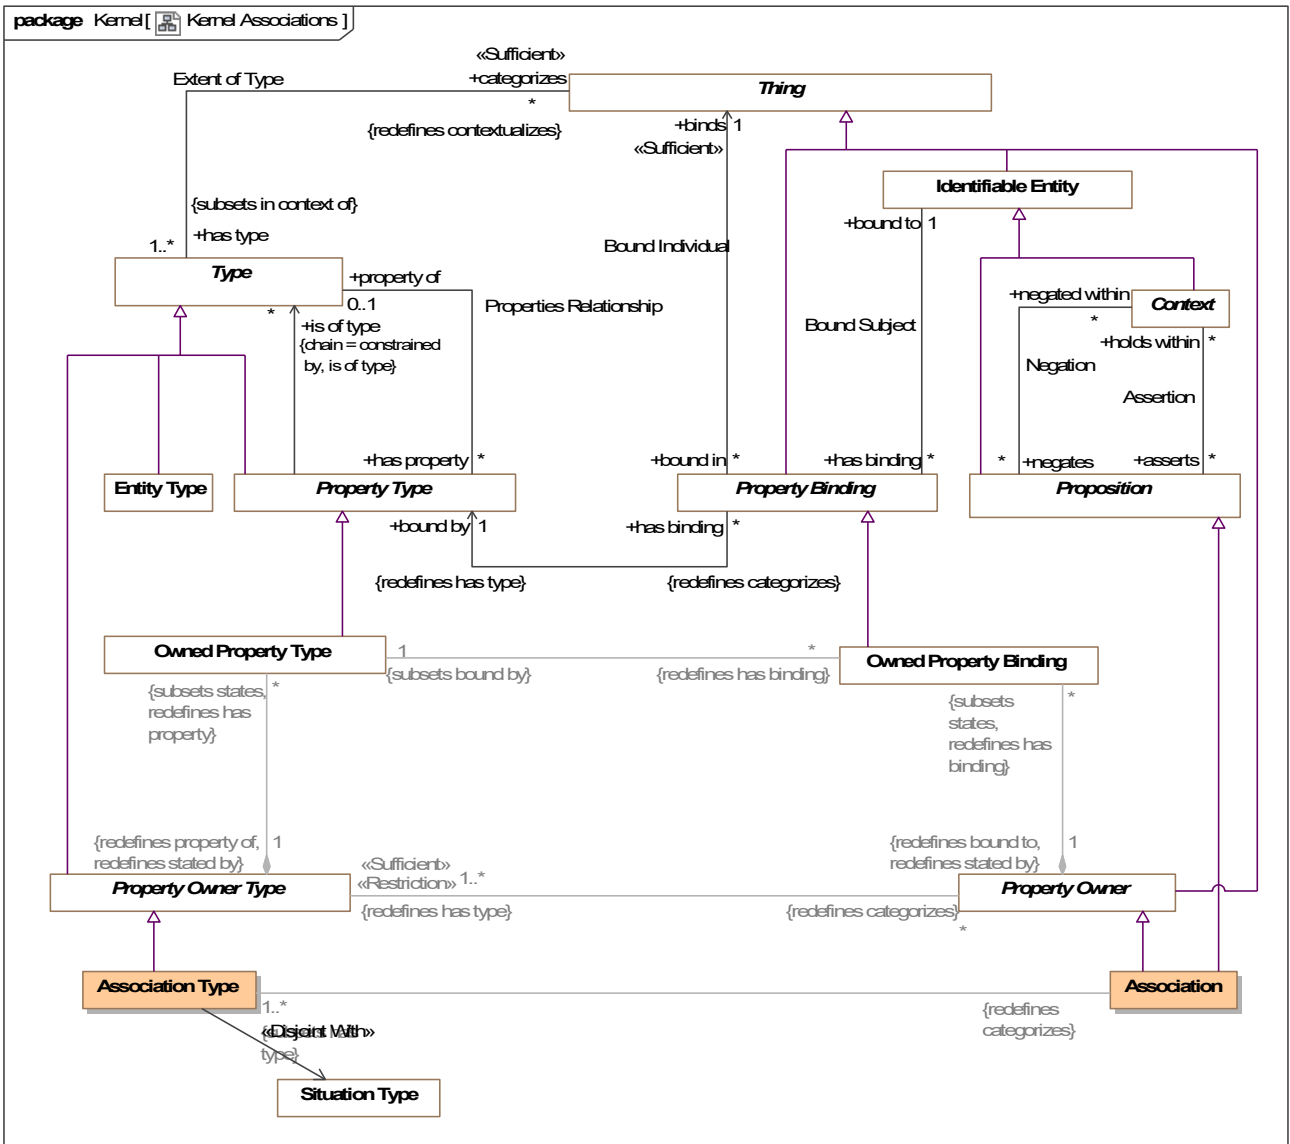 package Kernel[ Kernel Associations ]
«Sufficient»
Extent of Type
+categorizes
*
{redefines contextualizes}
Thing
+binds 1
«Sufficient»
Identifiable Entity
+bound to 1
{subsets in context of}
+has type
1..*
Bound Individual
Type
+property of
0..1
Properties Relationship
*
+is of type
{chain = constrained
by, is of type}
Bound Subject
+negated within
*
Context
+holds within *
Negation
Assertion
+has property *
+bound in *
+has binding *
* +negates
+asserts *
Entity Type
Property Type
Property Binding
Proposition
+bound by 1
+has binding *
{redefines has type}
{redefines categorizes}
Owned Property Type
1
{subsets bound by}
*
{redefines has binding}
Owned Property Binding
{subsets states,
redefines has
property}
*
{subsets
states,
redefines has
binding}
*
{redefines property of,
redefines stated by}
1
{redefines bound to,
redefines stated by}
1
«Sufficient»
«Restriction» 1..*
Property Owner Type
{redefines has type}
{redefines categorizes}
*
Property Owner
Association Type
1..*
«Disjoint With»
type}
{redefines
categorizes}
Association
Situation Type